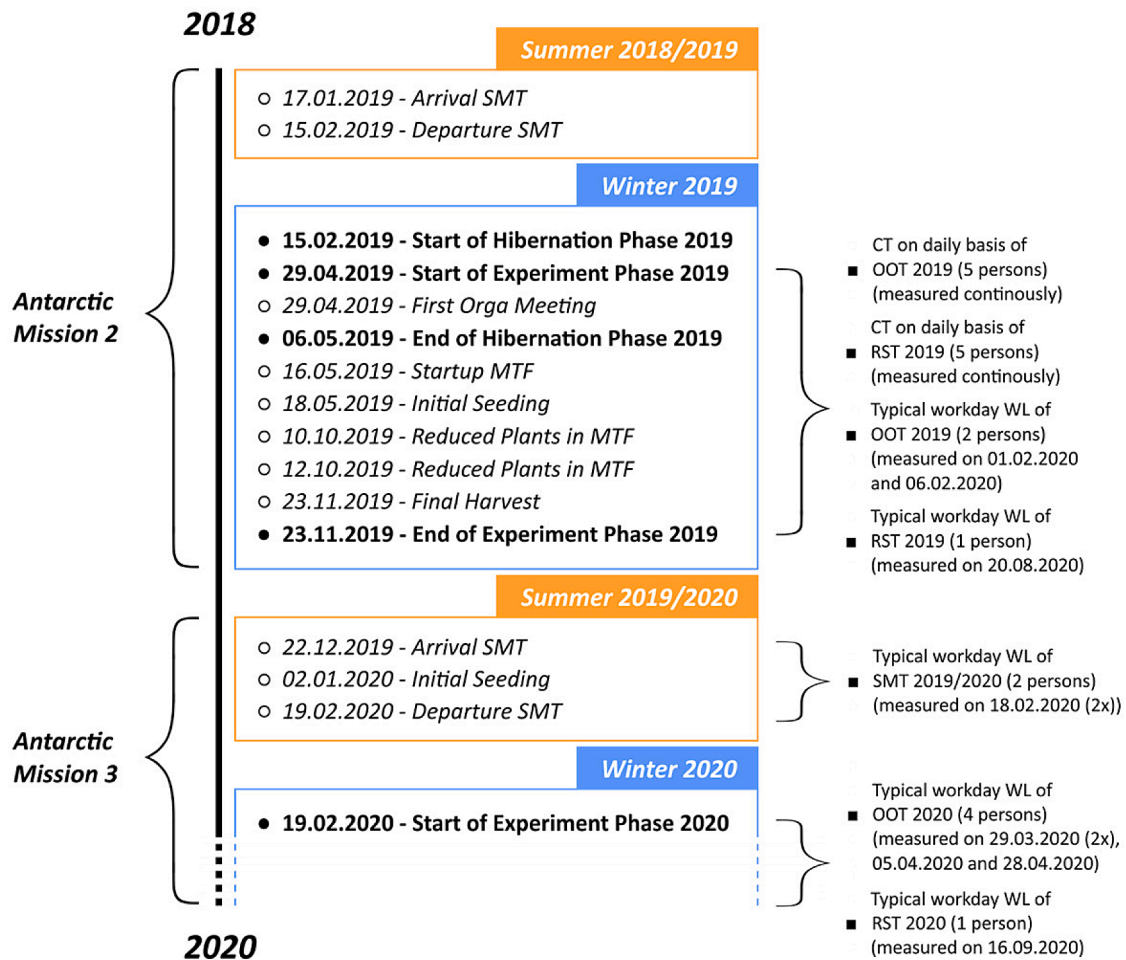 2018
Summer 2018/2019
17.01.2019 - Arrival SMT
15.02.2019 - Departure SMT
Winter 2019
15.02.2019 - Start of Hibernation Phase 2019
29.04.2019 - Start of Experiment Phase 2019
29.04.2019 - First Orga Meeting
06.05.2019 - End of Hibernation Phase 2019
16.05.2019 - Startup MTF
18.05.2019 - Initial Seeding
10.10.2019 - Reduced Plants in MTF
12.10.2019 - Reduced Plants in MTF
23.11.2019 - Final Harvest
23.11.2019 - End of Experiment Phase 2019
Antarctic
Mission 2
CT on daily basis of
OOT 2019 (5 persons)
(measured continously)
CT on daily basis of
RST 2019 (5 persons)
(measured continously)
Typical workday WL of
OOT 2019 (2 persons)
(measured on 01.02.2020
and 06.02.2020)
Typical workday WL of
RST 2019 (1 person)
(measured on 20.08.2020)
Summer 2019/2020
22.12.2019 - Arrival SMT
02.01.2020 - Initial Seeding
19.02.2020 - Departure SMT
Typical workday WL of
SMT 2019/2020 (2 persons)
(measured on 18.02.2020 (2x))
Antarctic
Mission 3
Winter 2020
19.02.2020 - Start of Experiment Phase 2020
Typical workday WL of
OOT 2020 (4 persons)
(measured on 29.03.2020 (2x),
05.04.2020 and 28.04.2020)
Typical workday WL of
RST 2020 (1 person)
(measured on 16.09.2020)
2020